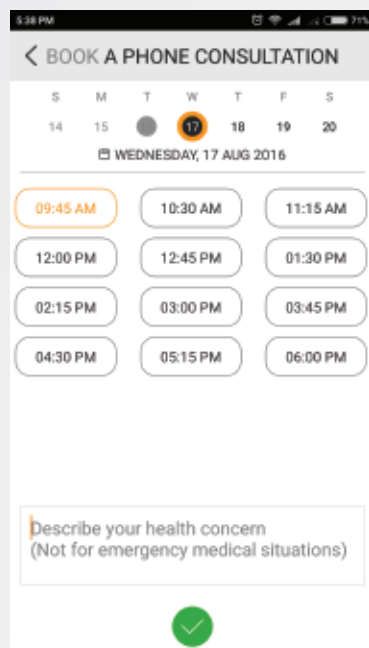 5:38 PM 71%
BOOK A PHONE CONSULTATION
S M T W T F S
14 15 17 18 19 20
WEDNESDAY, 17 AUG 2016
09:45 AM 10:30 AM 11:15 AM
12:00 PM 12:45 PM 01:30 PM
02:15 PM 03:00 PM 03:45 PM
04:30 PM 05:15 PM 06:00 PM
Describe your health concern
(Not for emergency medical situations)